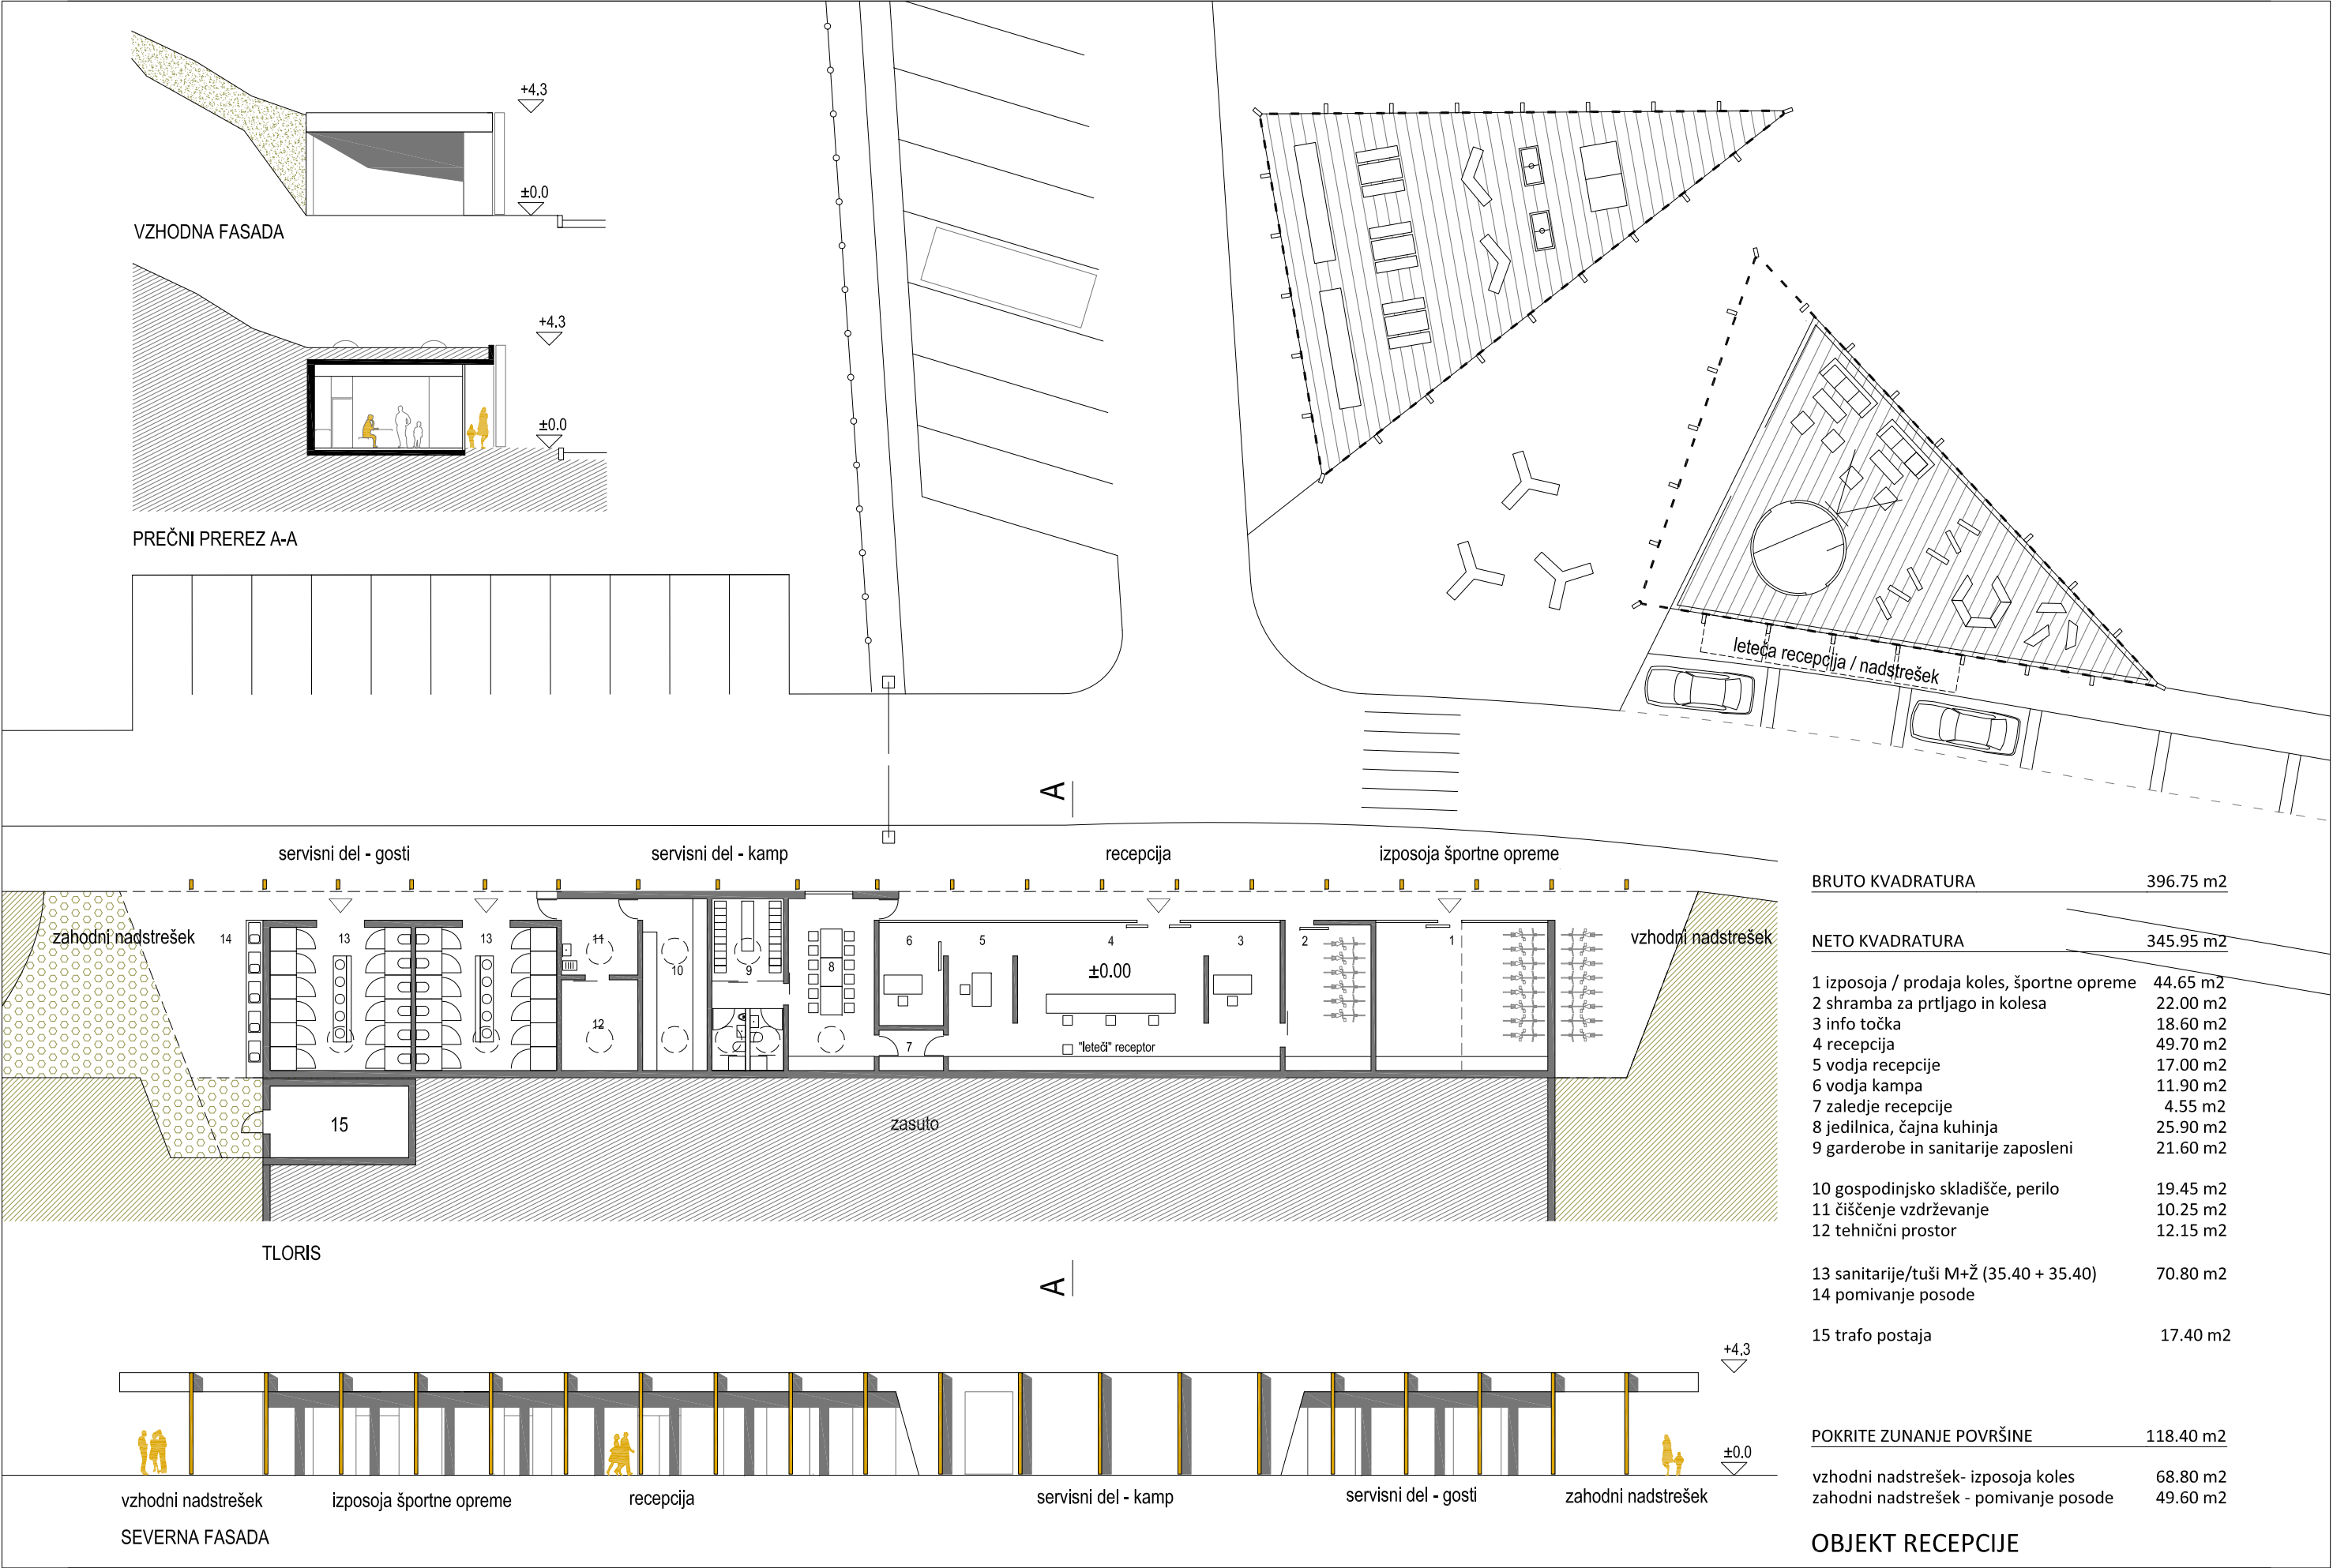 +4.3
±0.0
VZHODNA FASADA
+4.3
±0.0
PREČNI PREREZ A-A
leteča recepcija / nadstrešek
A
servisni del - gosti
servisni del - kamp
recepcija
izposoja športne opreme
zahodni nadstrešek
14
13
13
11
10
9
8
6
5
4
3
2
1
vzhodni nadstrešek
±0.00
12
7
"leteči" receptor
15
zasuto
TLORIS
A
+4.3
±0.0
vzhodni nadstrešek
izposoja športne opreme
recepcija
servisni del - kamp
servisni del - gosti
zahodni nadstrešek
SEVERNA FASADA
BRUTO KVADRATURA 396.75 m2
NETO KVADRATURA 345.95 m2
1 izposoja / prodaja koles, športne opreme 44.65 m2
2 shramba za prtljago in kolesa 22.00 m2
3 info točka 18.60 m2
4 recepcija 49.70 m2
5 vodja recepcije 17.00 m2
6 vodja kampa 11.90 m2
7 zaledje recepcije 4.55 m2
8 jedilnica, čajna kuhinja 25.90 m2
9 garderobe in sanitarije zaposleni 21.60 m2
10 gospodinjsko skladišče, perilo 19.45 m2
11 čiščenje vzdrževanje 10.25 m2
12 tehnični prostor 12.15 m2
13 sanitarije/tuši M+Ž (35.40 + 35.40) 70.80 m2
14 pomivanje posode
15 trafo postaja 17.40 m2
POKRITE ZUNANJE POVRŠINE 118.40 m2
vzhodni nadstrešek- izposoja koles 68.80 m2
zahodni nadstrešek - pomivanje posode 49.60 m2
OBJEKT RECEPCIJE